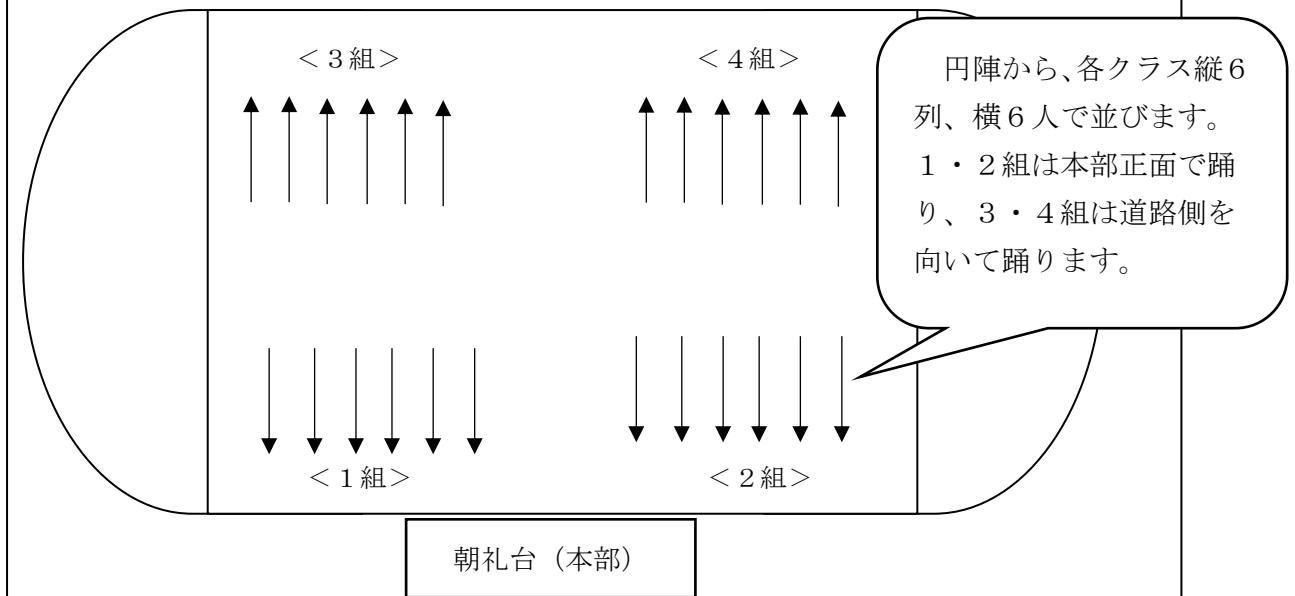 ＜３組＞
＜４組＞
円陣から、各クラス縦６
列、横６人で並びます。
１・２組は本部正面で踊
り、３・４組は道路側を
向いて踊ります。
＜１組＞
＜２組＞
朝礼台（本部）